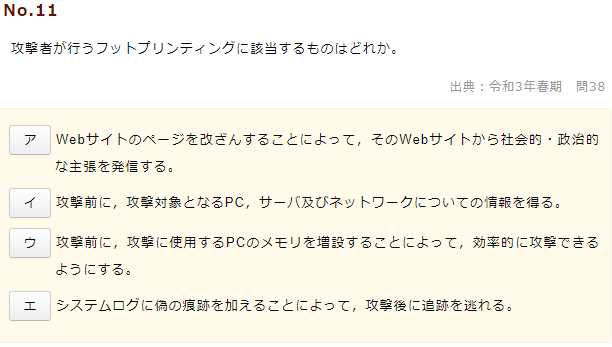 No.11
攻撃者が行うフットプリンティングに該当するものはどれか。
出典：令和3年春期　問38
ア Webサイトのページを改ざんすることによって，そのWebサイトから社会的・政治的
な主張を発信する。
イ 攻撃前に，攻撃対象となるPC，サーバ及びネットワークについての情報を得る。
ウ 攻撃前に，攻撃に使用するPCのメモリを増設することによって，効率的に攻撃できる
ようにする。
エ システムログに偽の痕跡を加えることによって，攻撃後に追跡を逃れる。